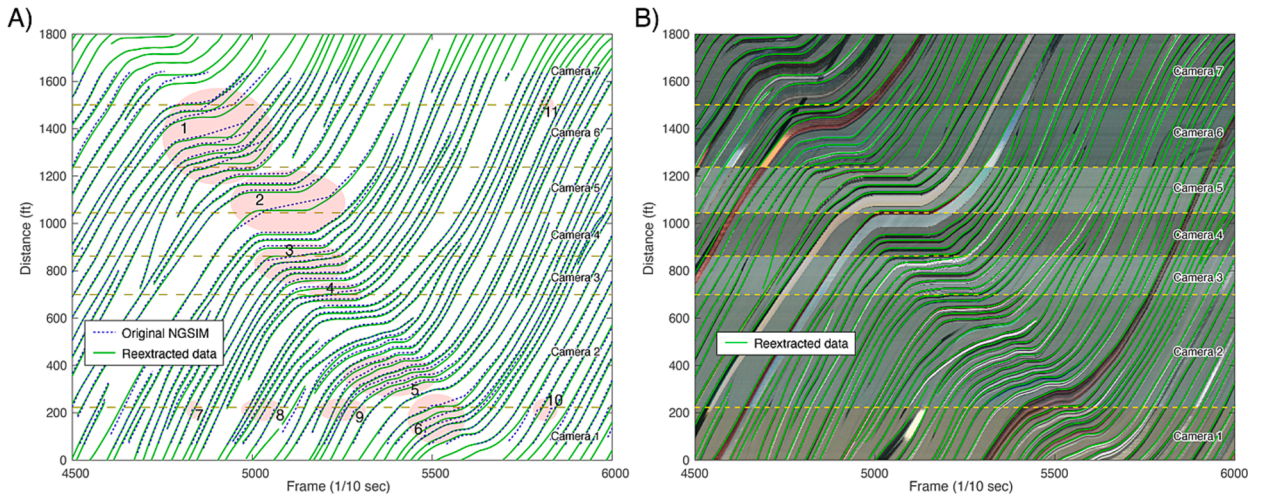 A)
1800
1600
1400
1200
1000
800
600
400
200
0
Distance (ft)
4500
5000
5500
6000
Frame (1/10 sec)
Camera 7
Camera 6
Camera 5
Camera 4
Camera 3
Camera 2
Camera 1
1
2
3
4
5
6
7
8
9
10
11
Original NGSIM
Reextracted data
B)
1800
1600
1400
1200
1000
800
600
400
200
0
Distance (ft)
4500
5000
5500
6000
Frame (1/10 sec)
Camera 7
Camera 6
Camera 5
Camera 4
Camera 3
Camera 2
Camera 1
Reextracted data